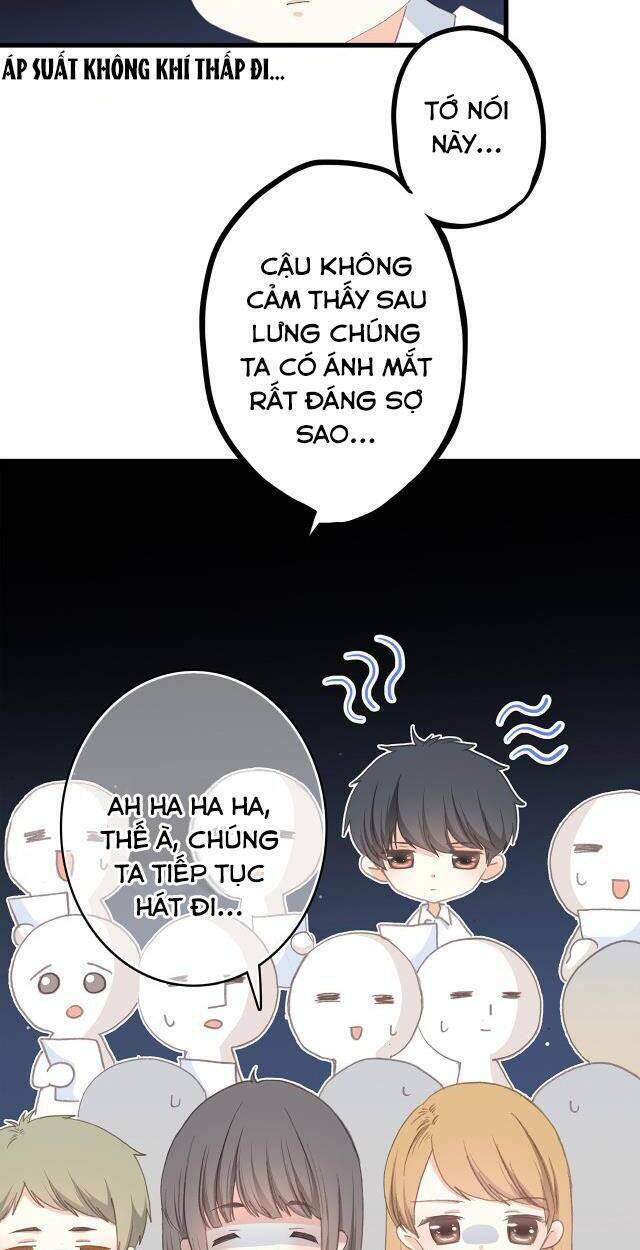 ÁP SUẤT KHÔNG KHÍ THẤP ĐI...
TỚ NÓI
NÀY...
CẬU KHÔNG
CẢM THẤY SAU
LƯNG CHÚNG
TA CÓ ÁNH MẮT
RẤT ĐÁNG SỢ
SAO...
AH HA HA HA,
THẾ À, CHÚNG
TA TIẾP TỤC
HÁT ĐI...